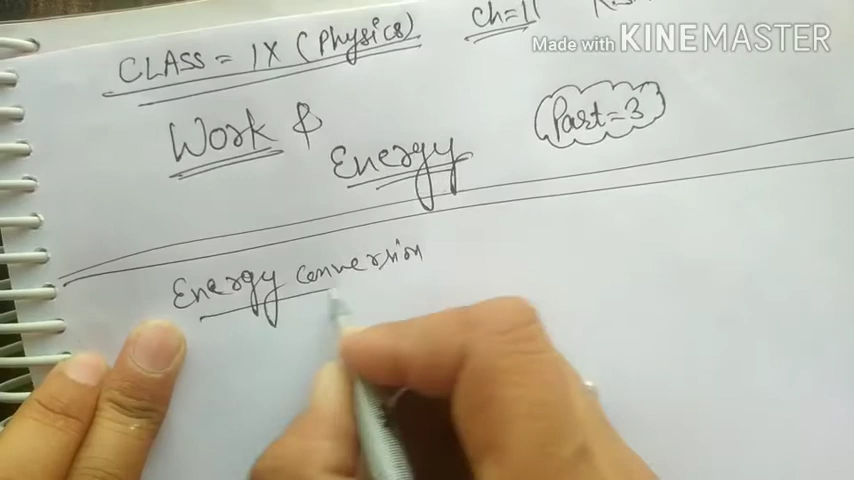 CLASS = IX (Physics) Ch=11
Made with KINEMASTER
Work &
Energy
Part=3
Energy conversion